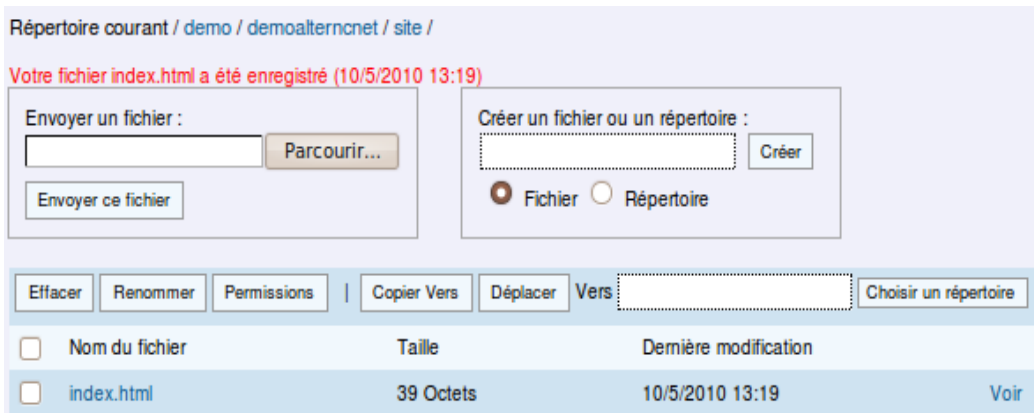 Répertoire courant / demo / demoalterncnet / site /
Votre fichier index.html a été enregistré (10/5/2010 13:19)
Envoyer un fichier :
Parcourir...
Envoyer ce fichier
Créer un fichier ou un répertoire :
Créer
Fichier Répertoire
Effacer Renommer Permissions | Copier Vers Déplacer Vers Choisir un répertoire
Nom du fichier Taille Dernière modification
index.html 39 Octets 10/5/2010 13:19 Voir